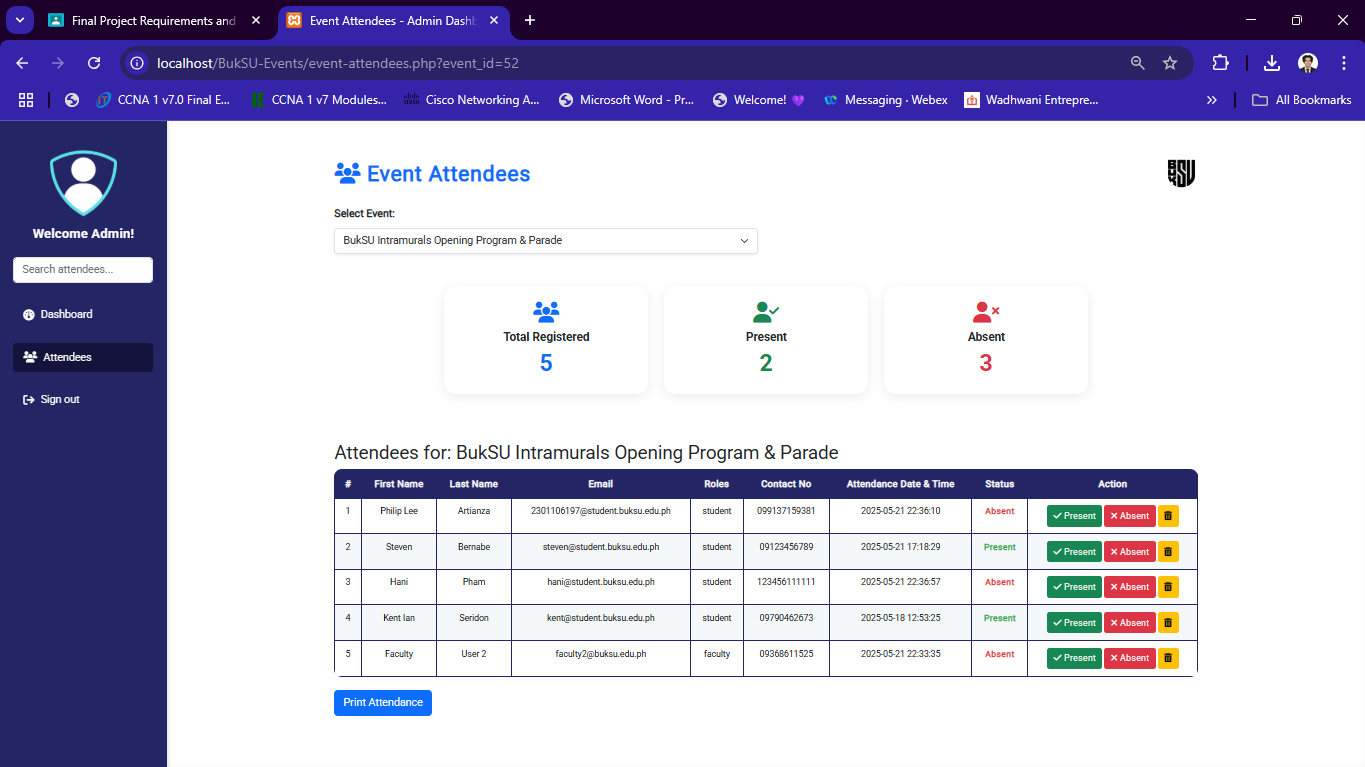 Final Project Requirements and
Event Attendees - Admin Dashb
localhost/BukSU-Events/event-attendees.php?event_id=52
CCNA 1 v7.0 Final E...
CCNA 1 v7 Modules...
Cisco Networking A...
Microsoft Word - Pr...
Welcome! 💜
Messaging · Webex
Wadhwani Entrepre...
All Bookmarks
Welcome Admin!
Search attendees...
Dashboard
Attendees
Sign out
Event Attendees
BUK SU
Select Event:
BukSU Intramurals Opening Program & Parade
Total Registered
5
Present
2
Absent
3
Attendees for: BukSU Intramurals Opening Program & Parade
# First Name Last Name Email Roles Contact No Attendance Date & Time Status Action
1 Philip Lee Artianza 2301106197@student.buksu.edu.ph student 099137159381 2025-05-21 22:36:10 Absent Present Absent
2 Steven Bernabe steven@student.buksu.edu.ph student 09123456789 2025-05-21 17:18:29 Present Present Absent
3 Hani Pham hani@student.buksu.edu.ph student 123456111111 2025-05-21 22:36:57 Absent Present Absent
4 Kent Ian Seridon kent@student.buksu.edu.ph student 09790462673 2025-05-18 12:53:25 Present Present Absent
5 Faculty User 2 faculty2@buksu.edu.ph faculty 09368611525 2025-05-21 22:33:35 Absent Present Absent
Print Attendance